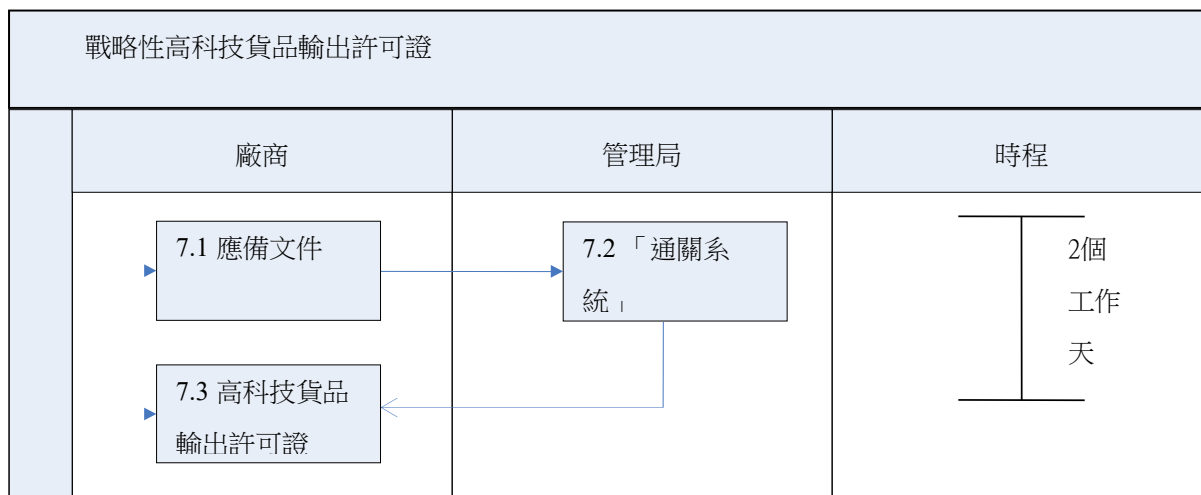 戰略性高科技貨品輸出許可證
廠商
管理局
時程
7.1 應備文件
7.2 「通關系
統」
2個
工作
天
7.3 高科技貨品
輸出許可證